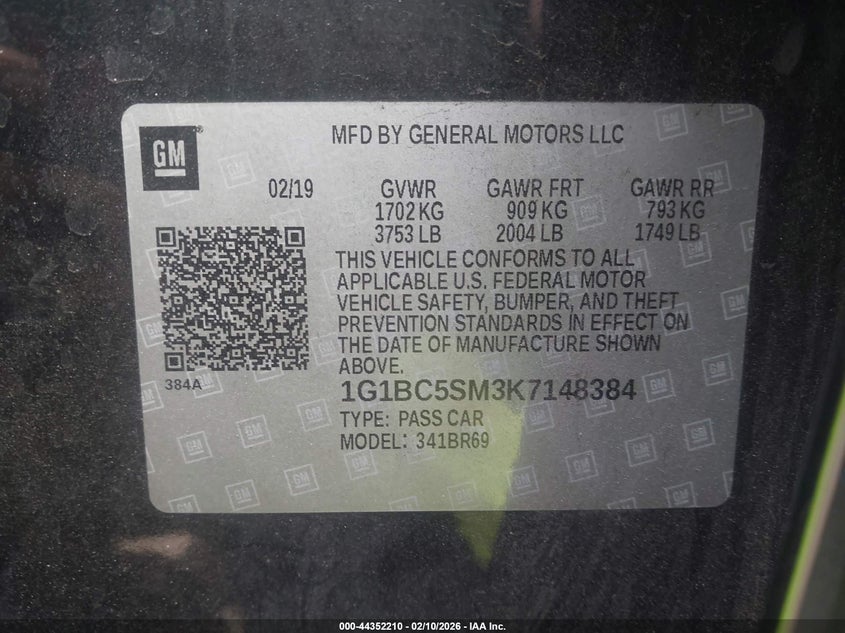 GM
MFD BY GENERAL MOTORS LLC
02/19 GVWR GAWR FRT GAWR RR
1702 KG 909 KG 793 KG
3753 LB 2004 LB 1749 LB
THIS VEHICLE CONFORMS TO ALL
APPLICABLE U.S. FEDERAL MOTOR
VEHICLE SAFETY, BUMPER, AND THEFT
PREVENTION STANDARDS IN EFFECT ON
THE DATE OF MANUFACTURE SHOWN
ABOVE.
384A
1G1BC5SM3K7148384
TYPE: PASS CAR
MODEL: 341BR69
000-44352210 - 02/10/2026 - IAA Inc.